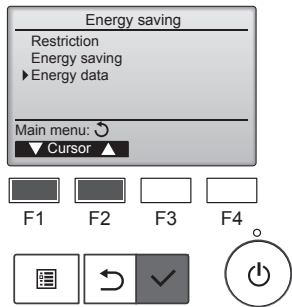 Energy saving
Restriction
Energy saving
Energy data
Main menu:
Cursor
F1 F2 F3 F4